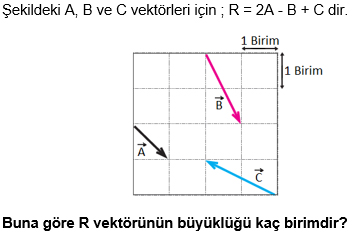 Şekildeki A, B ve C vektörleri için ; R = 2A - B + C dir.
1 Birim
1 Birim
B
A
C
Buna göre R vektörünün büyüklüğü kaç birimdir?